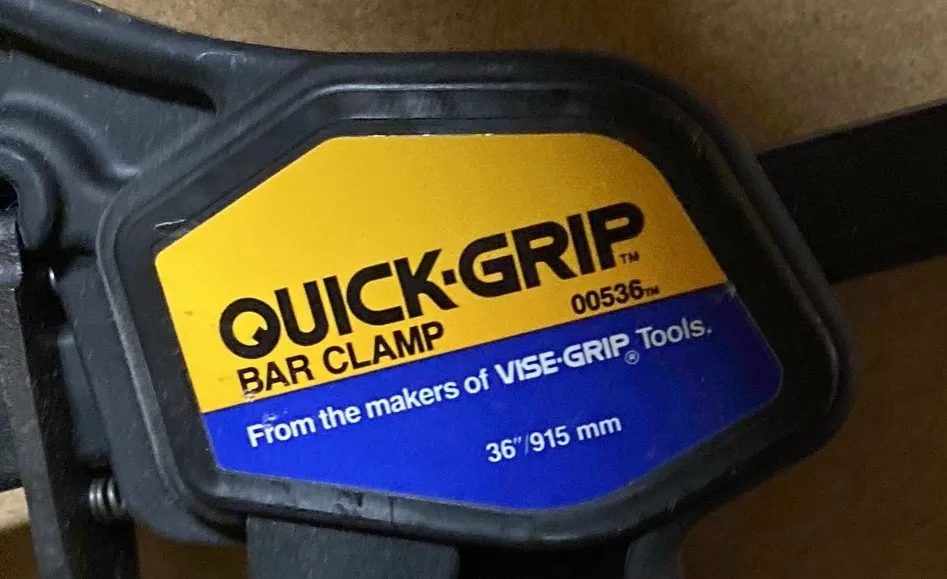 QUICK·GRIP™
BAR CLAMP 00536™
From the makers of VISE·GRIP® Tools.
36"/915 mm